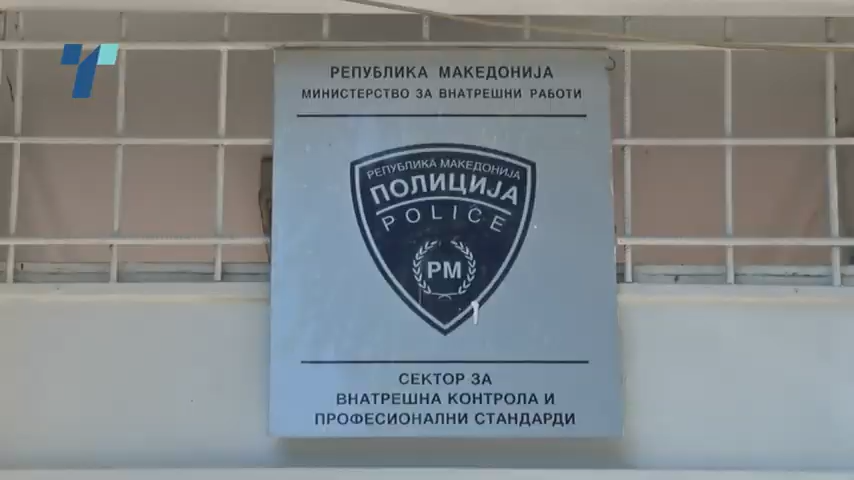 РЕПУБЛИКА МАКЕДОНИЈА
МИНИСТЕРСТВО ЗА ВНАТРЕШНИ РАБОТИ
РЕПУБЛИКА МАКЕДОНИЈА
ПОЛИЦИЈА
POLICE
РМ
СЕКТОР ЗА
ВНАТРЕШНА КОНТРОЛА И
ПРОФЕСИОНАЛНИ СТАНДАРДИ